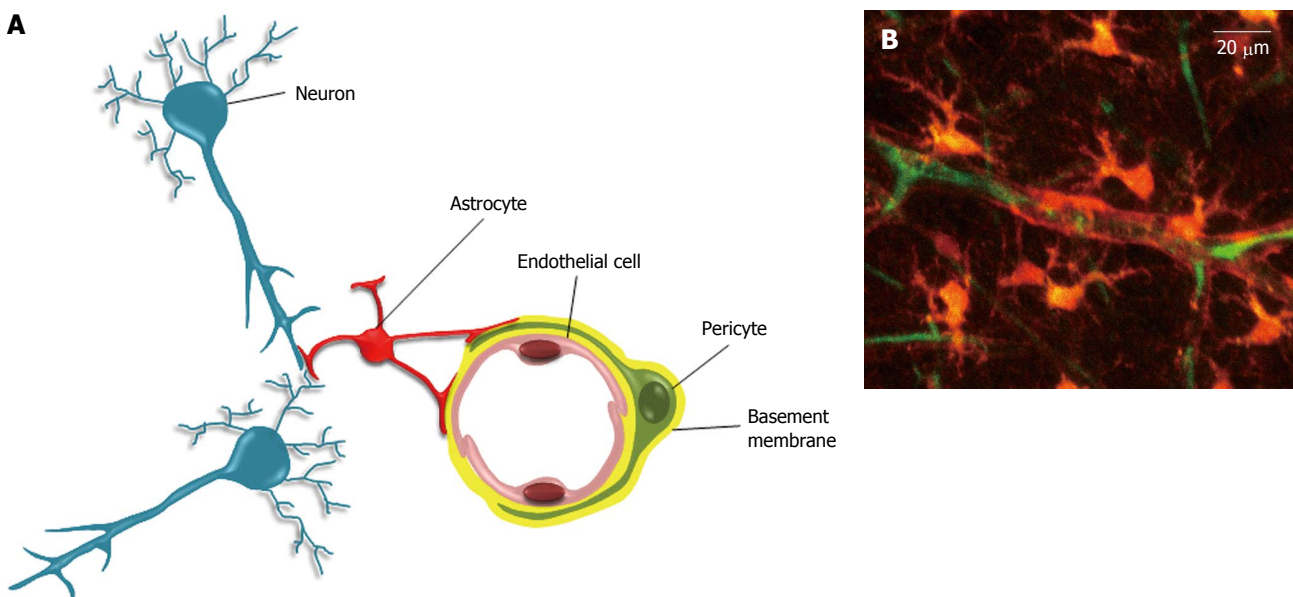 A
Neuron
Astrocyte
Endothelial cell
Pericyte
Basement
membrane
B
20 μm